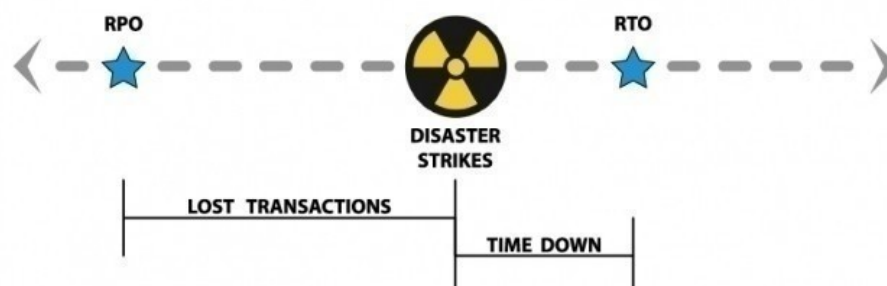 RPO
RTO
DISASTER
STRIKES
LOST TRANSACTIONS
TIME DOWN